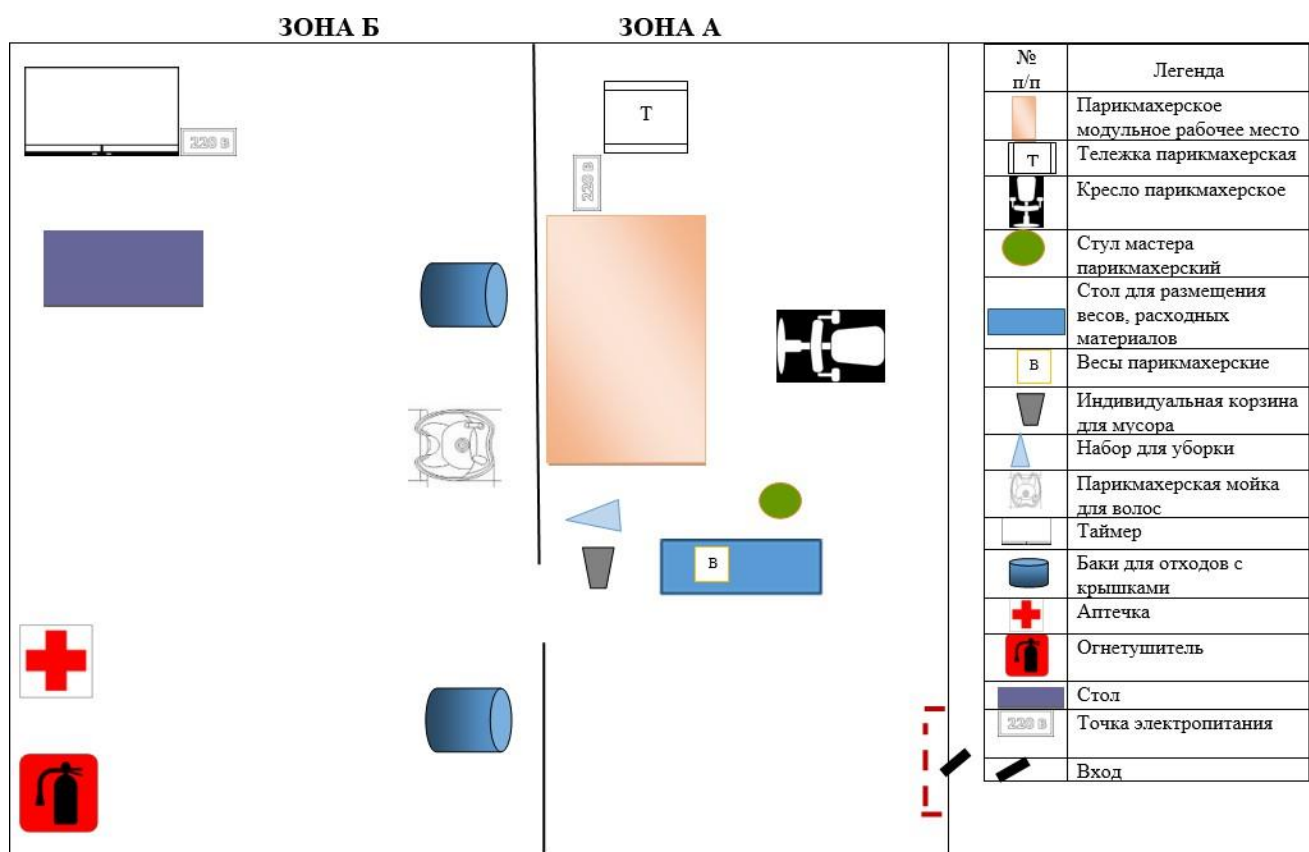 ЗОНА Б
ЗОНА А
220 В
Т
220 В
В
№
п/п
Легенда
Парикмахерское
модульное рабочее место
Т
Тележка парикмахерская
Кресло парикмахерское
Стул мастера
парикмахерский
Стол для размещения
весов, расходных
материалов
В
Весы парикмахерские
Индивидуальная корзина
для мусора
Набор для уборки
Парикмахерская мойка
для волос
Таймер
Баки для отходов с
крышками
Аптечка
Огнетушитель
Стол
220 В
Точка электропитания
Вход